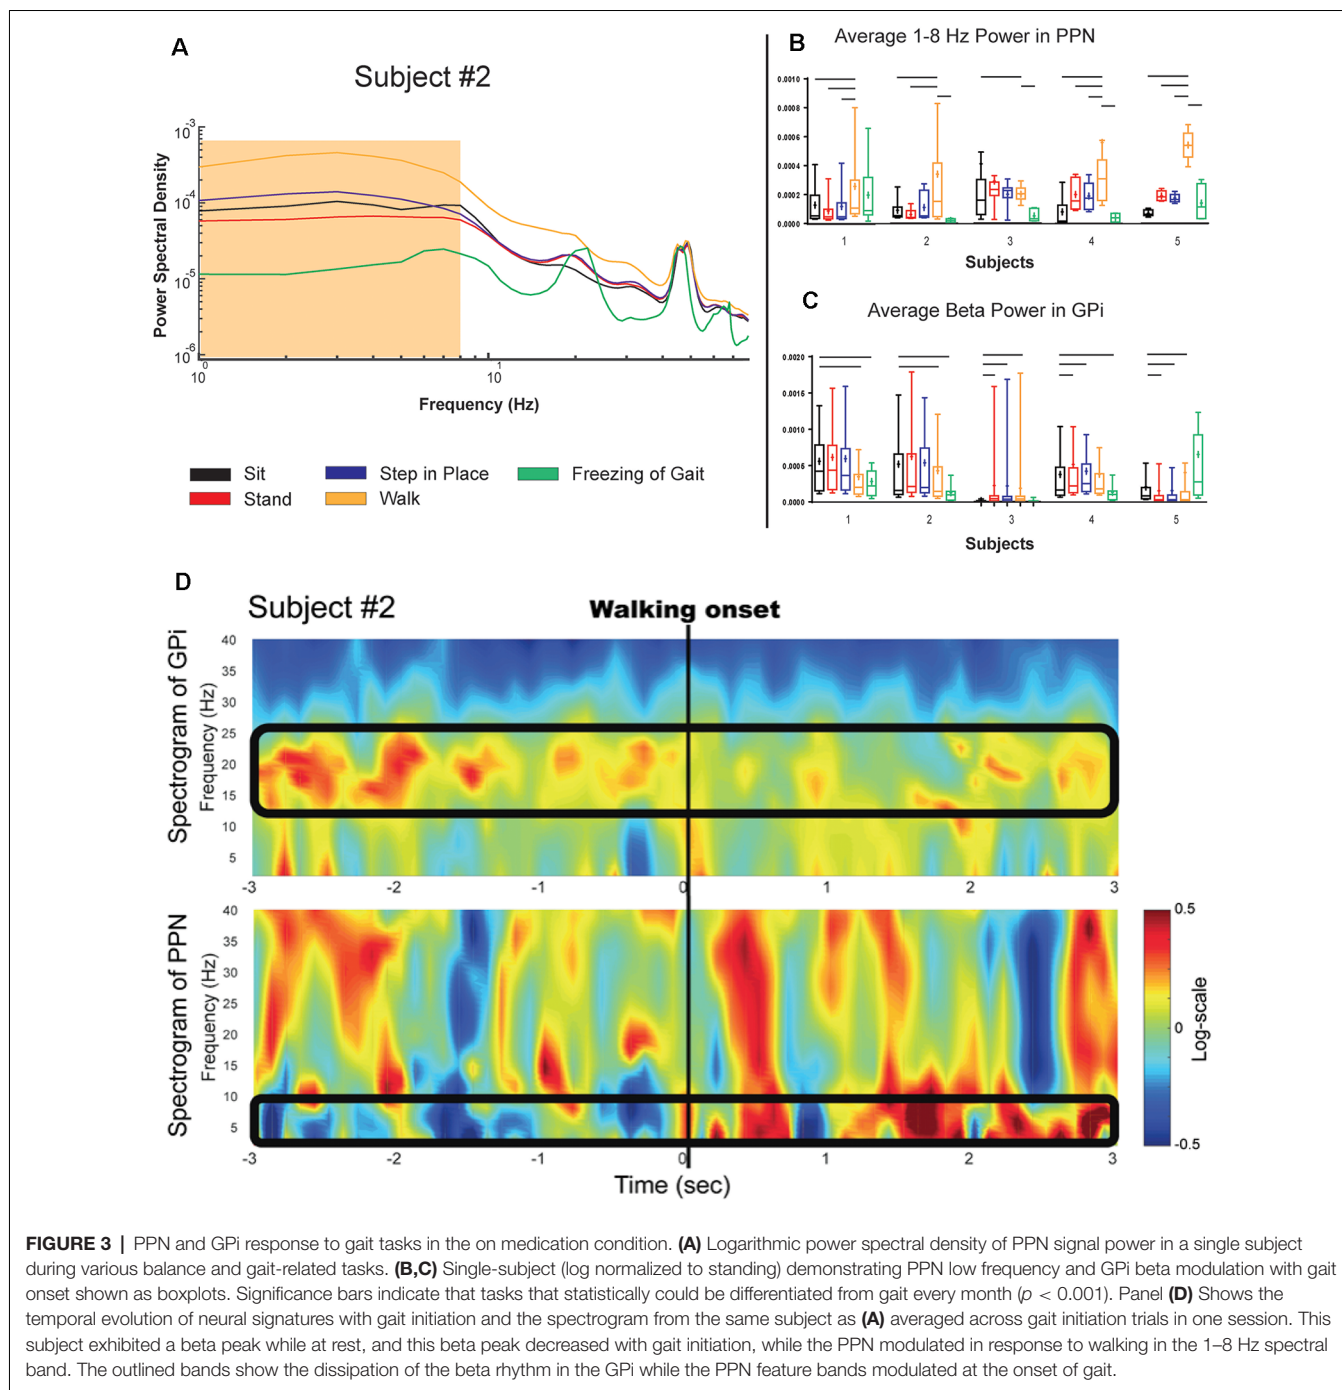 A
Subject #2
Power Spectral Density
10-3
10-4
10-5
10-6
10 0
10 1
Frequency (Hz)
Sit
Stand
Step in Place
Walk
Freezing of Gait
B
Average 1-8 Hz Power in PPN
0.0010
0.0008
0.0006
0.0004
0.0002
0.0000
1 2 3 4 5
Subjects
C
Average Beta Power in GPi
0.0020
0.0015
0.0010
0.0005
0.0000
1 2 3 4 5
Subjects
D
Subject #2
Walking onset
Spectrogram of GPi
Frequency (Hz)
40
35
30
25
20
15
10
5
-3 -2 -1 0 1 2 3
Spectrogram of PPN
Frequency (Hz)
40
35
30
25
20
15
10
5
-3 -2 -1 0 1 2 3
Time (sec)
0.5
0
-0.5
Log-scale
FIGURE 3 | PPN and GPi response to gait tasks in the on medication condition. (A) Logarithmic power spectral density of PPN signal power in a single subject
during various balance and gait-related tasks. (B,C) Single-subject (log normalized to standing) demonstrating PPN low frequency and GPi beta modulation with gait
onset shown as boxplots. Significance bars indicate that tasks that statistically could be differentiated from gait every month (p < 0.001). Panel (D) Shows the
temporal evolution of neural signatures with gait initiation and the spectrogram from the same subject as (A) averaged across gait initiation trials in one session. This
subject exhibited a beta peak while at rest, and this beta peak decreased with gait initiation, while the PPN modulated in response to walking in the 1–8 Hz spectral
band. The outlined bands show the dissipation of the beta rhythm in the GPi while the PPN feature bands modulated at the onset of gait.